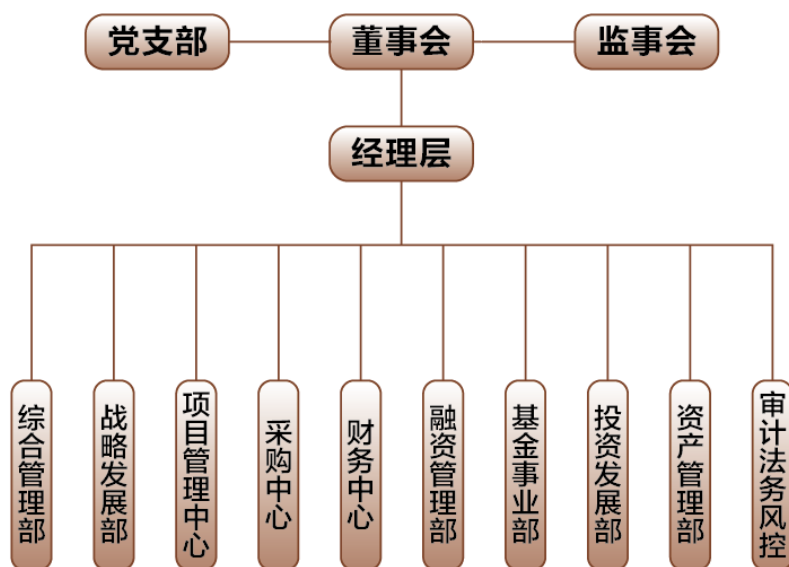 党支部
董事会
监事会
经理层
综合管理部
战略发展部
项目管理中心
采购中心
财务中心
融资管理部
基金事业部
投资发展部
资产管理部
审计法务风控